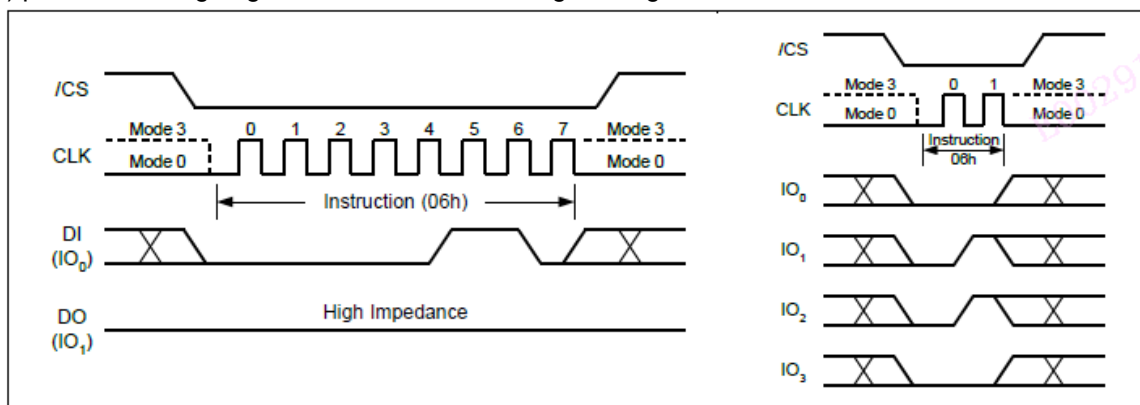 /CS
Mode 3 0 1 2 3 4 5 6 7 Mode 3
CLK
Mode 0 Mode 0
Instruction (06h)
DI
(IO0)
DO High Impedance
(IO1)
/CS
Mode 3 0 1 Mode 3
CLK
Mode 0 Mode 0
Instruction
06h
IO0
IO1
IO2
IO3